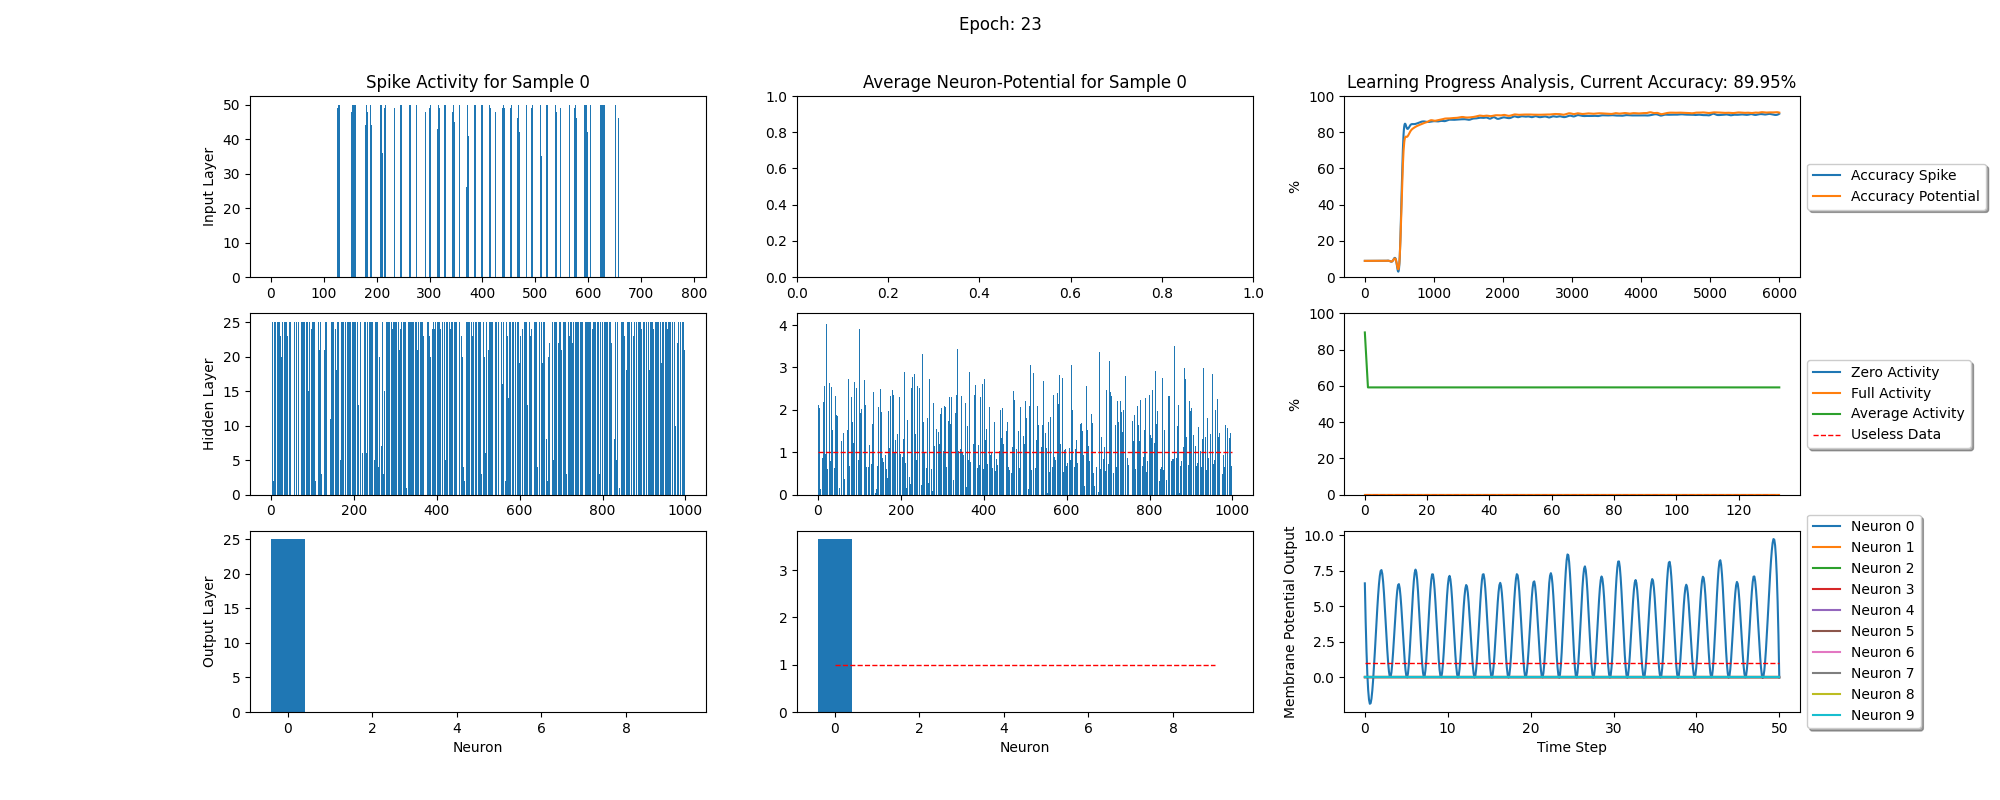 Epoch: 23
Spike Activity for Sample 0
Average Neuron-Potential for Sample 0
Learning Progress Analysis, Current Accuracy: 89.95%
Input Layer
50
40
30
20
10
0
0 100 200 300 400 500 600 700 800
1.0
0.8
0.6
0.4
0.2
0.0
0.0 0.2 0.4 0.6 0.8 1.0
%
100
80
60
40
20
0
0 1000 2000 3000 4000 5000 6000
Accuracy Spike
Accuracy Potential
Hidden Layer
25
20
15
10
5
0
0 200 400 600 800 1000
4
3
2
1
0
0 200 400 600 800 1000
%
100
80
60
40
20
0
0 20 40 60 80 100 120
Zero Activity
Full Activity
Average Activity
Useless Data
Output Layer
25
20
15
10
5
0
0 2 4 6 8
Neuron
3
2
1
0
0 2 4 6 8
Neuron
Membrane Potential Output
10.0
7.5
5.0
2.5
0.0
0 10 20 30 40 50
Time Step
Neuron 0
Neuron 1
Neuron 2
Neuron 3
Neuron 4
Neuron 5
Neuron 6
Neuron 7
Neuron 8
Neuron 9